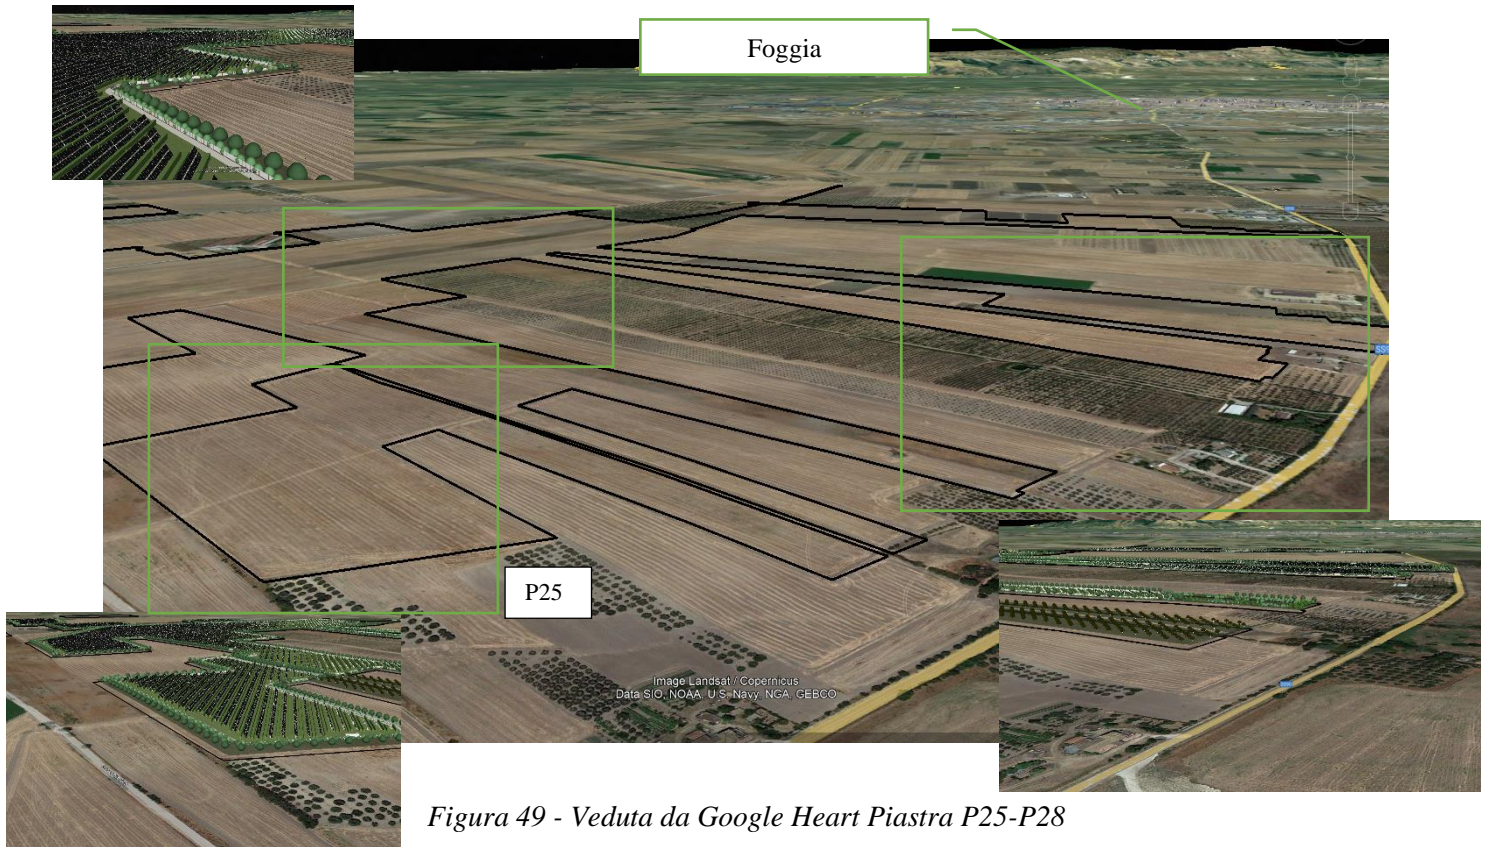 Foggia
P25
Image Landsat / Copernicus
Data SIO, NOAA, U.S. Navy, NGA, GEBCO
Figura 49 - Veduta da Google Heart Piastra P25-P28